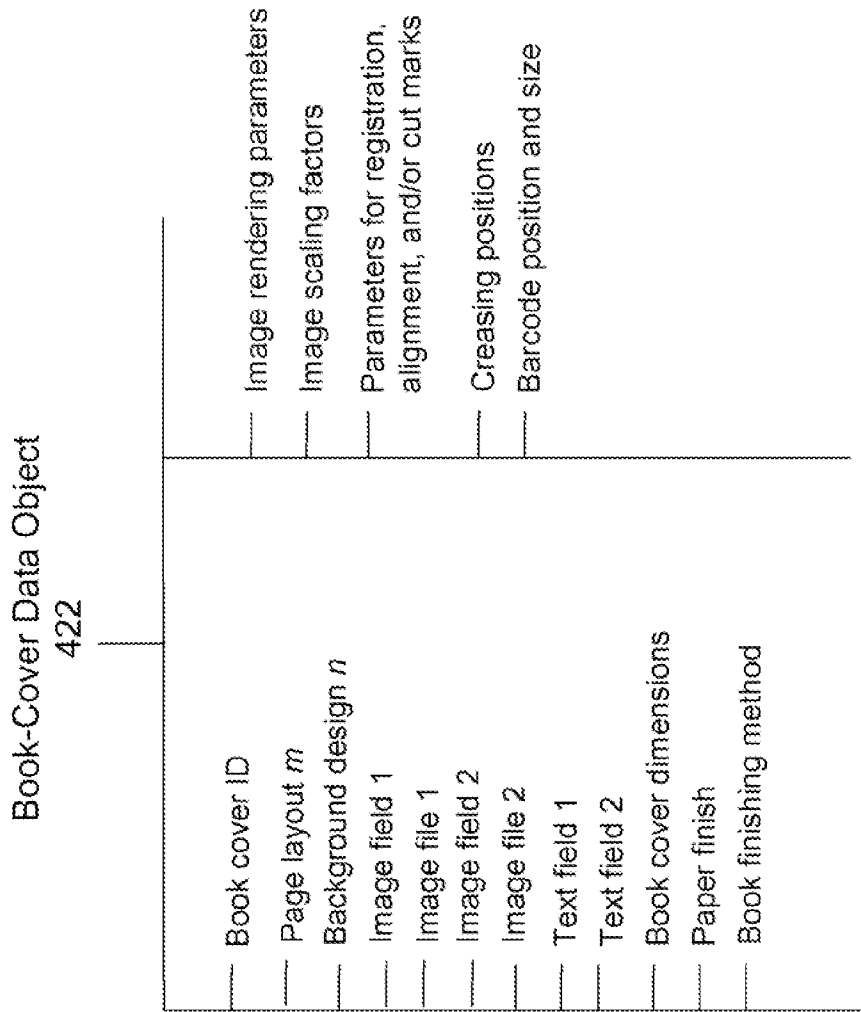 Book-Cover Data Object
422
Book cover ID
Page layout m
Background design n
Image field 1
Image file 1
Image field 2
Image file 2
Text field 1
Text field 2
Book cover dimensions
Paper finish
Book finishing method
Image rendering parameters
Image scaling factors
Parameters for registration,
alignment, and/or cut marks
Creasing positions
Barcode position and size